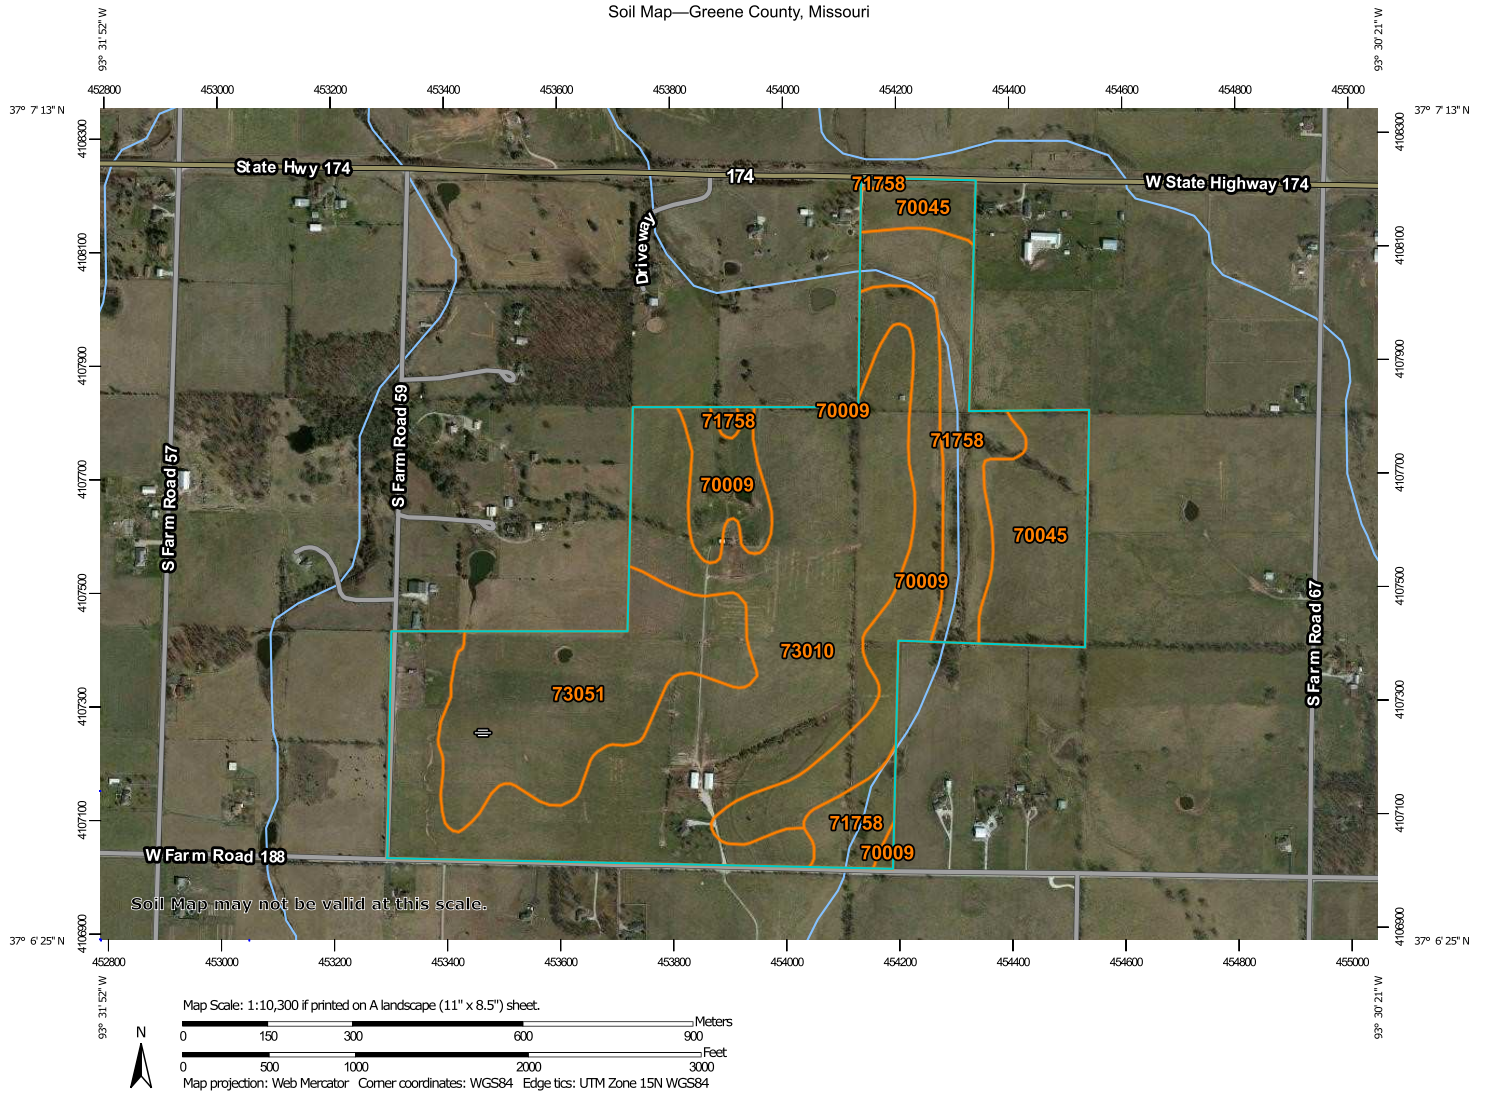 Soil Map—Greene County, Missouri
93° 31' 52'' W
93° 30' 21'' W
452800 453000 453200 453400 453600 453800 454000 454200 454400 454600 454800 455000
37° 7' 13'' N
37° 7' 13'' N
4108300
4108300
State Hwy 174
174
71758
W State Highway 174
70045
4108100
4108100
Driveway
4107900
4107900
S Farm Road 59
70009
71758
71758
S Farm Road 57
4107700
4107700
70009
70045
70009
4107500
4107500
S Farm Road 67
73010
73051
4107300
4107300
4107100
4107100
71758
70009
W Farm Road 188
Soil Map may not be valid at this scale.
4106900
4106900
37° 6' 25'' N
37° 6' 25'' N
452800 453000 453200 453400 453600 453800 454000 454200 454400 454600 454800 455000
93° 31' 52'' W
93° 30' 21'' W
Map Scale: 1:10,300 if printed on A landscape (11" x 8.5") sheet.
N
Meters
0 150 300 600 900
Feet
0 500 1000 2000 3000
Map projection: Web Mercator Corner coordinates: WGS84 Edge tics: UTM Zone 15N WGS84